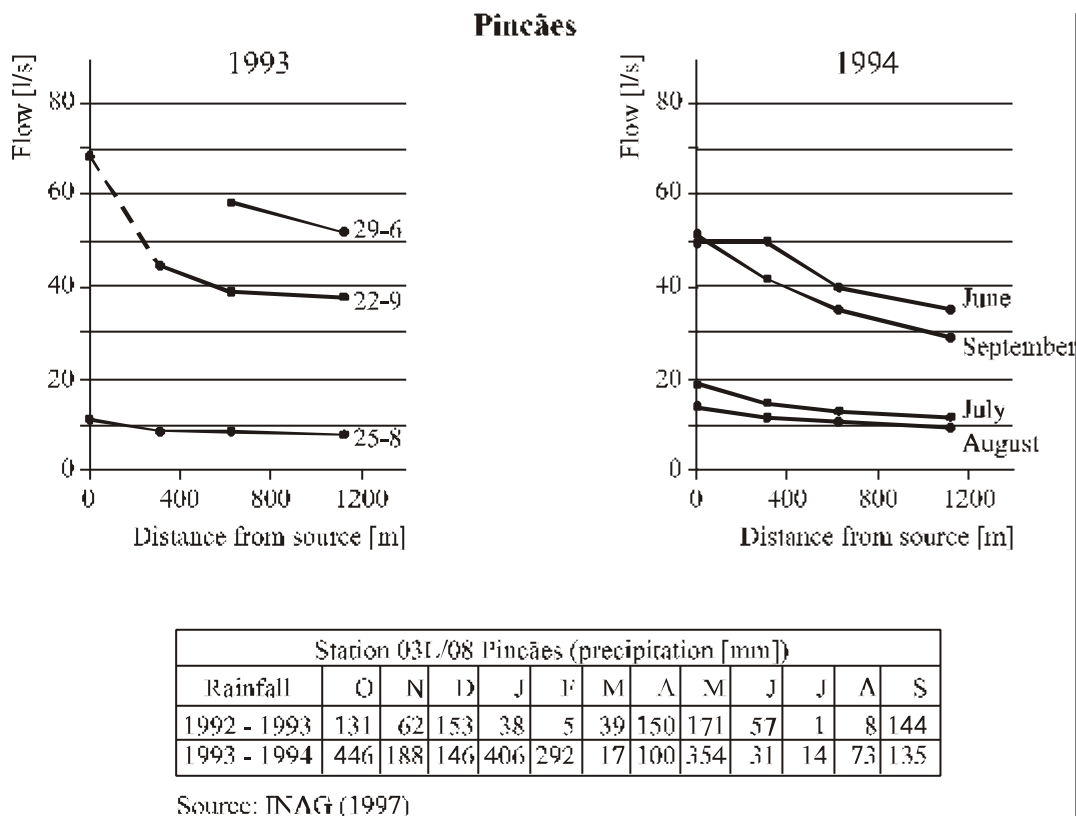 Pincães
1993
Flow [l/s]
80
60
40
20
0
29-6
22-9
25-8
0 400 800 1200
Distance from source [m]
1994
Flow [l/s]
80
60
40
20
0
June
September
July
August
0 400 800 1200
Distance from source [m]
Station 03L/08 Pincães (precipitation [mm])
Rainfall O N D J F M A M J J A S
1992 - 1993 131 62 153 38 5 39 150 171 57 1 8 144
1993 - 1994 446 188 146 406 292 17 100 354 31 14 73 135
Source: INAG (1997)